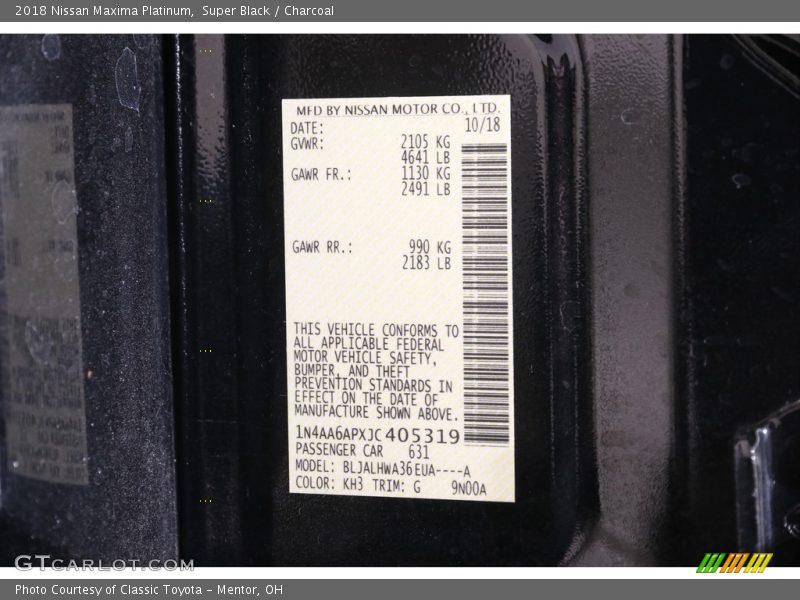 2018 Nissan Maxima Platinum, Super Black / Charcoal
MFD BY NISSAN MOTOR CO., LTD.
DATE: 10/18
GVWR: 2105 KG
4641 LB
GAWR FR.: 1130 KG
2491 LB
GAWR RR.: 990 KG
2183 LB
THIS VEHICLE CONFORMS TO
ALL APPLICABLE FEDERAL
MOTOR VEHICLE SAFETY,
BUMPER, AND THEFT
PREVENTION STANDARDS IN
EFFECT ON THE DATE OF
MANUFACTURE SHOWN ABOVE.
1N4AA6APXJC405319
PASSENGER CAR 631
MODEL: BLJALHWA36EUA----A
COLOR: KH3 TRIM: G 9N00A
GTCARLOT.COM
Photo Courtesy of Classic Toyota - Mentor, OH